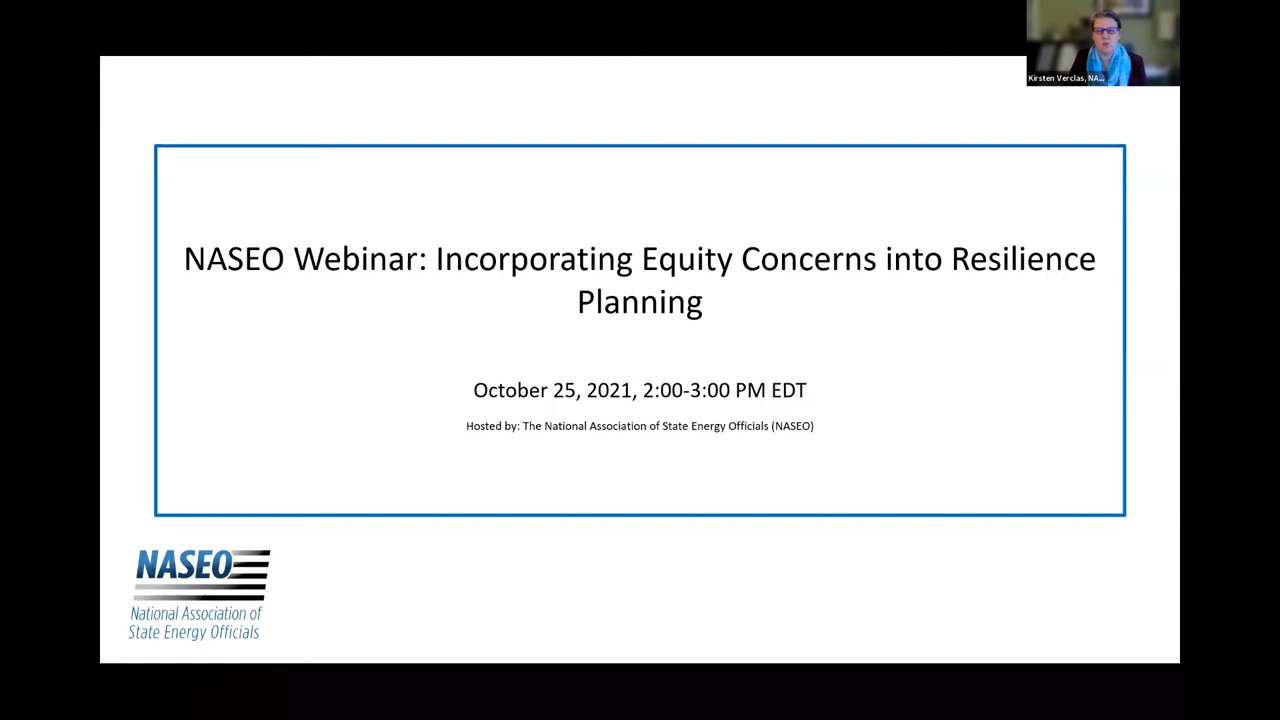 Kirsten Verclas, NA...
NASEO Webinar: Incorporating Equity Concerns into Resilience
Planning
October 25, 2021, 2:00-3:00 PM EDT
Hosted by: The National Association of State Energy Officials (NASEO)
NASEO
National Association of
State Energy Officials